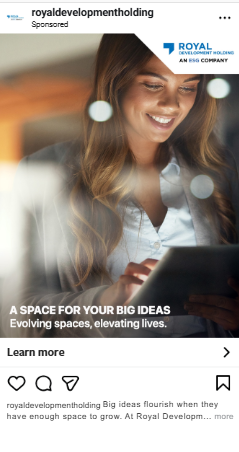 royaldevelopmentholding
Sponsored
ROYAL
DEVELOPMENT HOLDING
AN ESG COMPANY
A SPACE FOR YOUR BIG IDEAS
Evolving spaces, elevating lives.
Learn more
royaldevelopmentholding Big ideas flourish when they
have enough space to grow. At Royal Developm... more